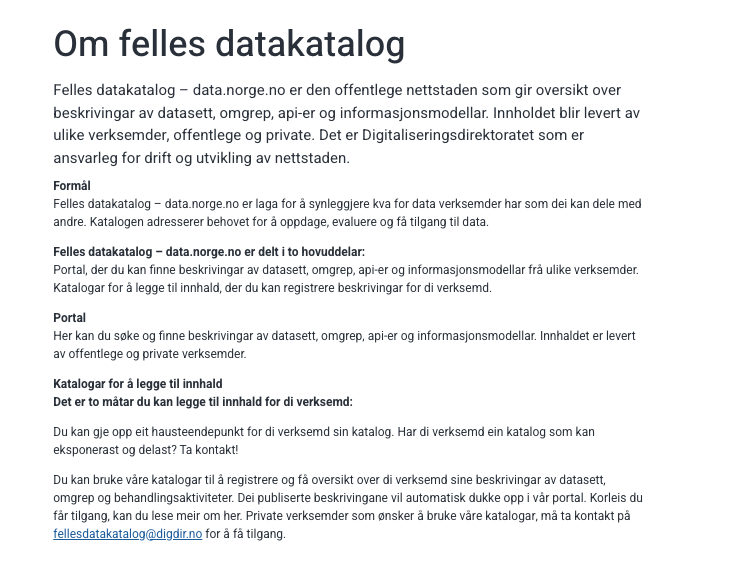 Om felles datakatalog
Felles datakatalog – data.norge.no er den offentlege nettstaden som gir oversikt over
beskrivingar av datasett, omgrep, api-er og informasjonsmodellar. Innholdet blir levert av
ulike verksemder, offentlege og private. Det er Digitaliseringsdirektoratet som er
ansvarleg for drift og utvikling av nettstaden.
Formål
Felles datakatalog – data.norge.no er laga for å synleggjere kva for data verksemder har som dei kan dele med
andre. Katalogen adresserer behovet for å oppdage, evaluere og få tilgang til data.
Felles datakatalog – data.norge.no er delt i to hovuddelar:
Portal, der du kan finne beskrivingar av datasett, omgrep, api-er og informasjonsmodellar frå ulike verksemder.
Katalogar for å legge til innhald, der du kan registrere beskrivingar for di verksemd.
Portal
Her kan du søke og finne beskrivingar av datasett, omgrep, api-er og informasjonsmodellar. Innhaldet er levert
av offentlege og private verksemder.
Katalogar for å legge til innhald
Det er to måtar du kan legge til innhald for di verksemd:
Du kan gje opp eit hausteendepunkt for di verksemd sin katalog. Har di verksemd ein katalog som kan
eksponerast og delast? Ta kontakt!
Du kan bruke våre katalogar til å registrere og få oversikt over di verksemd sine beskrivingar av datasett,
omgrep og behandlingsaktiviteter. Dei publiserte beskrivingane vil automatisk dukke opp i vår portal. Korleis du
får tilgang, kan du lese meir om her. Private verksemder som ønsker å bruke våre katalogar, må ta kontakt på
fellesdatakatalog@digdir.no for å få tilgang.